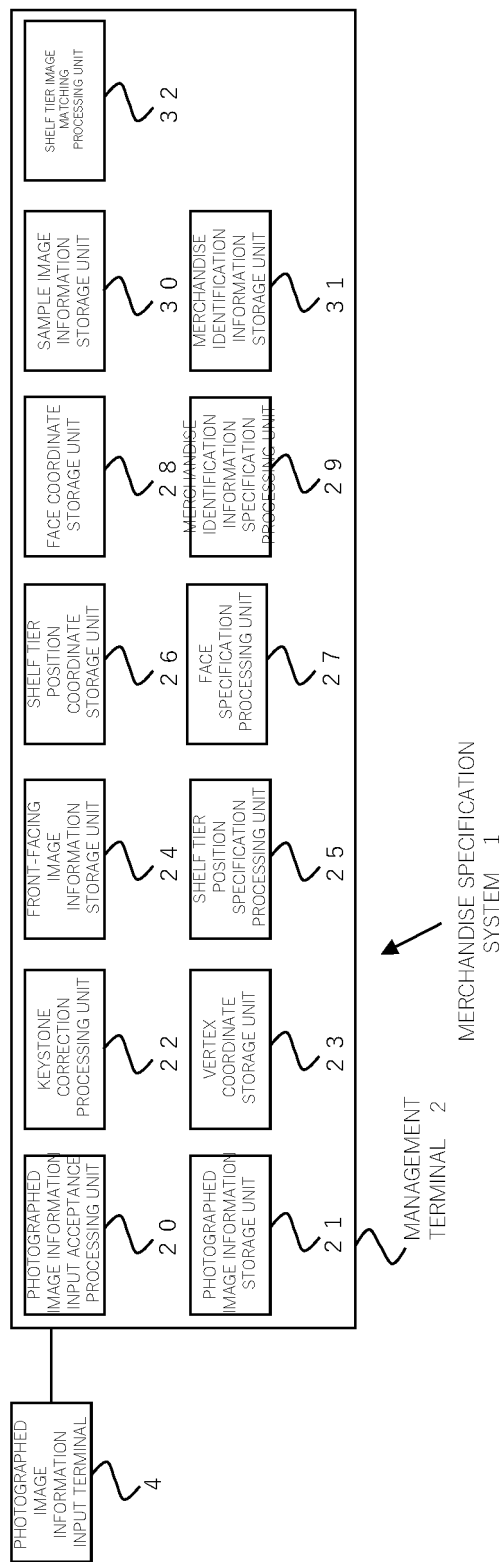 PHOTOGRAPHED
IMAGE
INFORMATION
INPUT TERMINAL
4
PHOTOGRAPHED
IMAGE INFORMATION
INPUT ACCEPTANCE
PROCESSING UNIT
20
KEYSTONE
CORRECTION
PROCESSING UNIT
22
FRONT-FACING
IMAGE
INFORMATION
STORAGE UNIT
24
SHELF TIER
POSITION
COORDINATE
STORAGE UNIT
26
FACE COORDINATE
STORAGE UNIT
28
SAMPLE IMAGE
INFORMATION
STORAGE UNIT
30
SHELF TIER IMAGE
MATCHING
PROCESSING UNIT
32
PHOTOGRAPHED
IMAGE INFORMATION
STORAGE UNIT
21
VERTEX
COORDINATE
STORAGE UNIT
23
SHELF TIER
POSITION
SPECIFICATION
PROCESSING UNIT
25
FACE
SPECIFICATION
PROCESSING UNIT
27
MERCHANDISE
IDENTIFICATION
INFORMATION
SPECIFICATION
PROCESSING UNIT
29
MERCHANDISE
IDENTIFICATION
INFORMATION
STORAGE UNIT
31
MANAGEMENT
TERMINAL 2
MERCHANDISE SPECIFICATION
SYSTEM 1